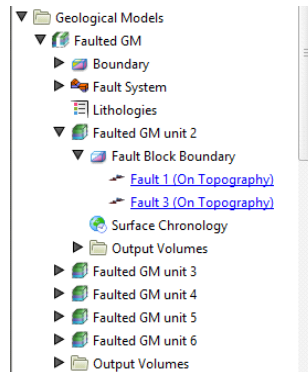 Geological Models
Faulted GM
Boundary
Fault System
Lithologies
Faulted GM unit 2
Fault Block Boundary
Fault 1 (On Topography)
Fault 3 (On Topography)
Surface Chronology
Output Volumes
Faulted GM unit 3
Faulted GM unit 4
Faulted GM unit 5
Faulted GM unit 6
Output Volumes